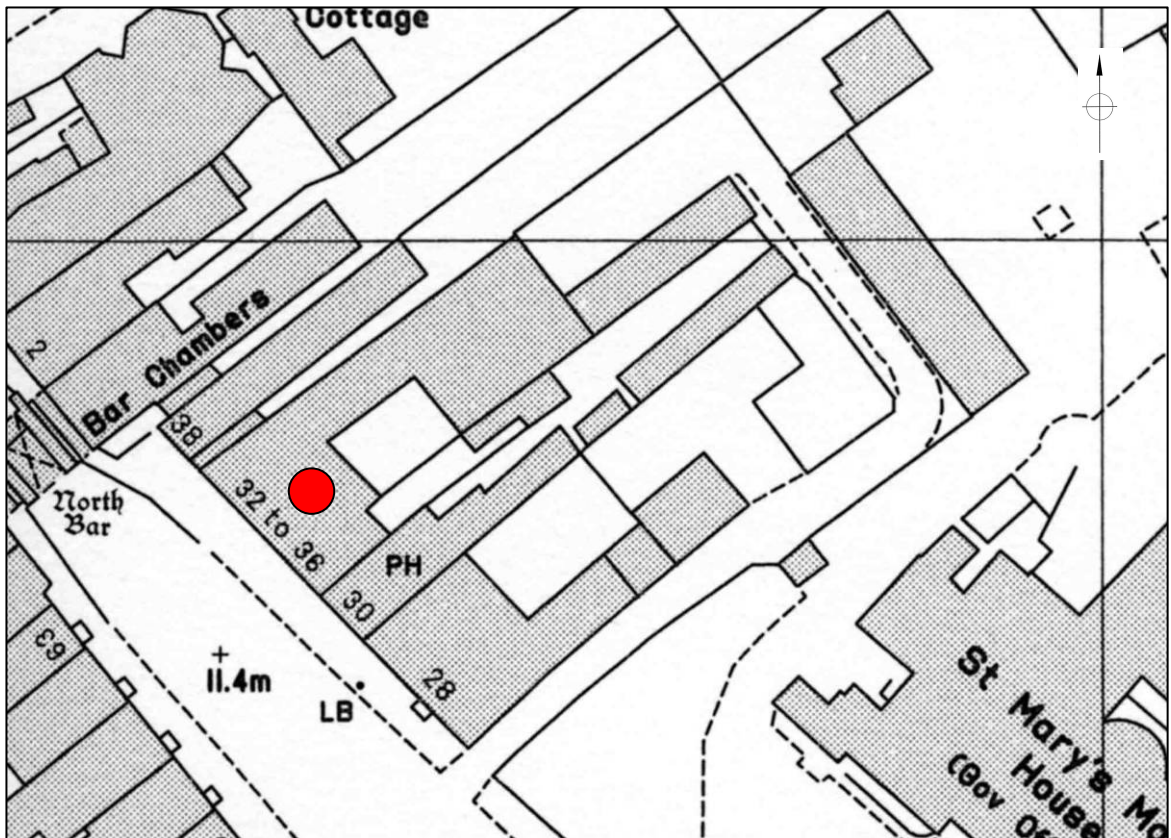 Cottage
2
Bar Chambers
38
North
Bar
32 to 36
PH
30
63
11.4m
LB
28
St Mary's
House
(Gov